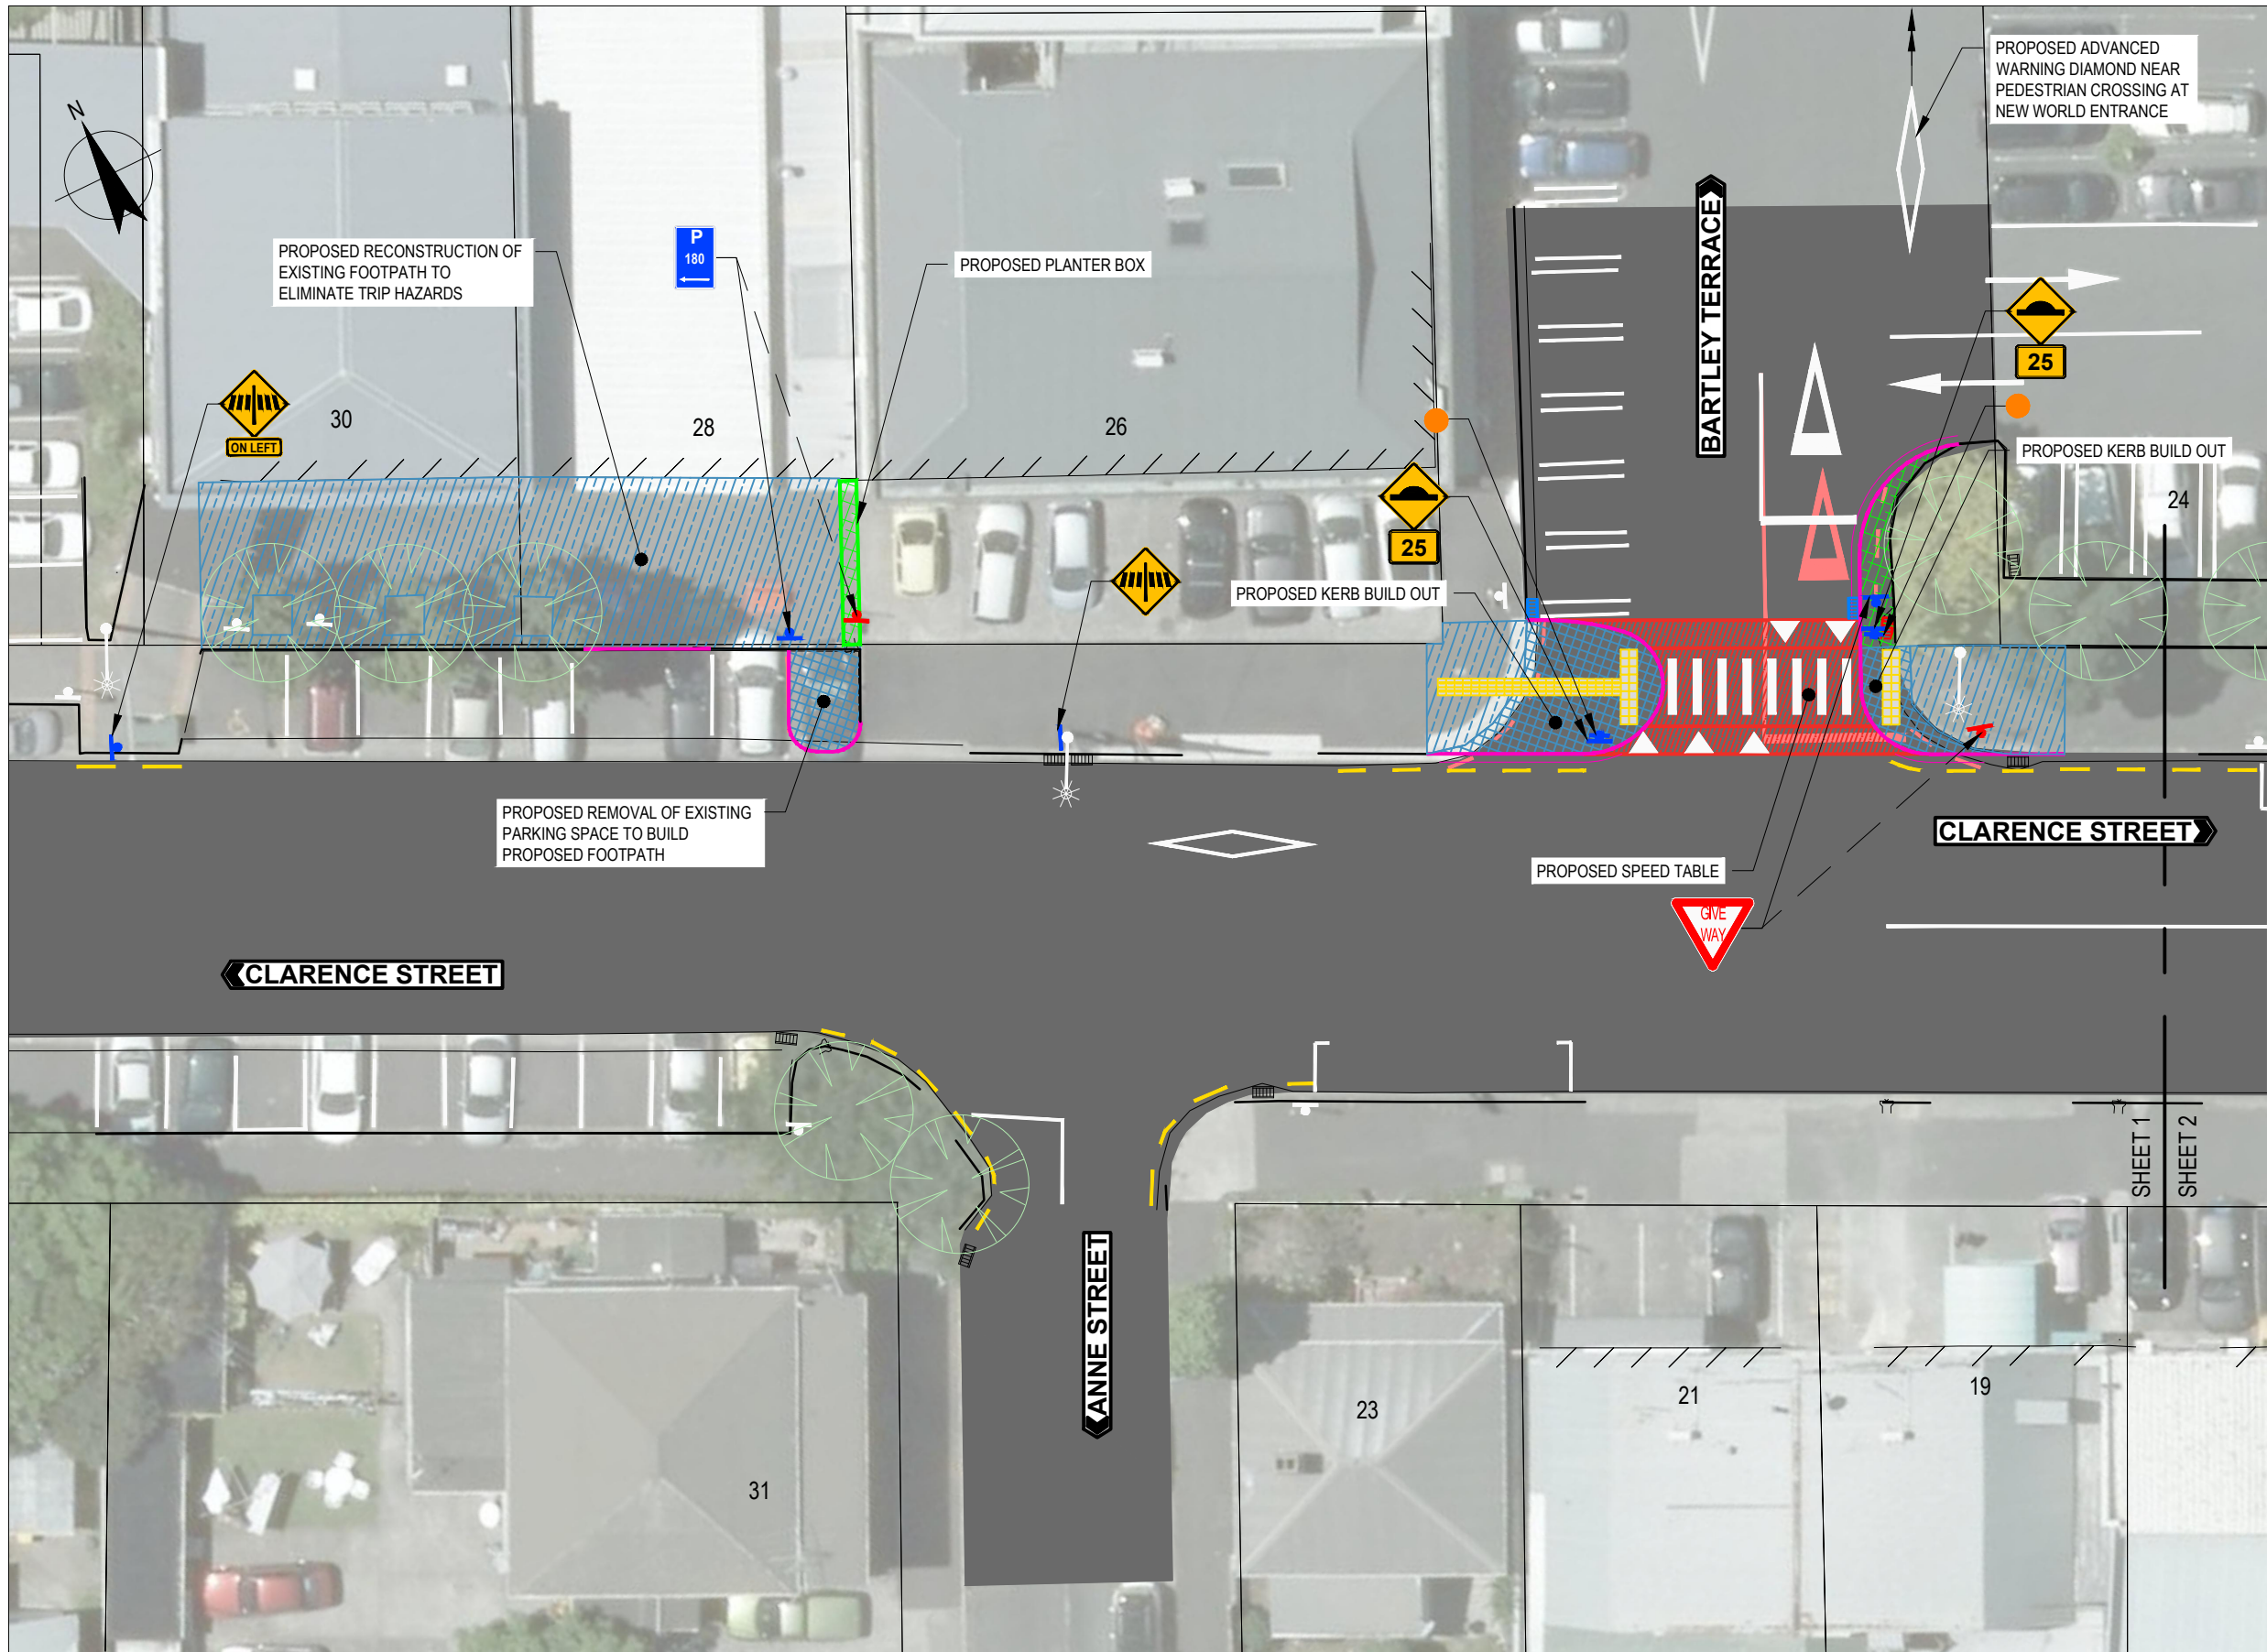 PROPOSED ADVANCED
WARNING DIAMOND NEAR
PEDESTRIAN CROSSING AT
NEW WORLD ENTRANCE
N
PROPOSED RECONSTRUCTION OF
EXISTING FOOTPATH TO
ELIMINATE TRIP HAZARDS
P
180
PROPOSED PLANTER BOX
BARTLEY TERRACE
25
ON LEFT
30
28
26
PROPOSED KERB BUILD OUT
24
25
PROPOSED KERB BUILD OUT
PROPOSED REMOVAL OF EXISTING
PARKING SPACE TO BUILD
PROPOSED FOOTPATH
CLARENCE STREET
PROPOSED SPEED TABLE
GIVE
WAY
CLARENCE STREET
SHEET 1
SHEET 2
ANNE STREET
31
23
21
19